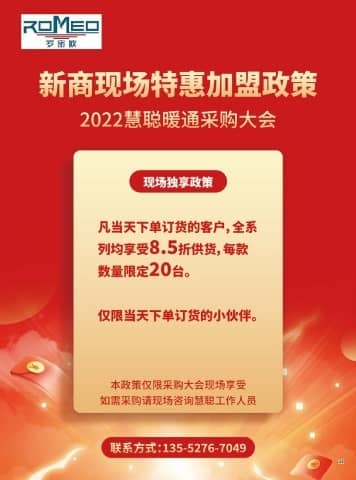 ROMEO
罗密欧
新商现场特惠加盟政策
2022慧聪暖通采购大会
现场独享政策
凡当天下单订货的客户，全系
列均享受8.5折供货，每款
数量限定20台。
仅限当天下单订货的小伙伴。
本政策仅限采购大会现场享受
如需采购请现场咨询慧聪工作人员
联系方式：135-5276-7049